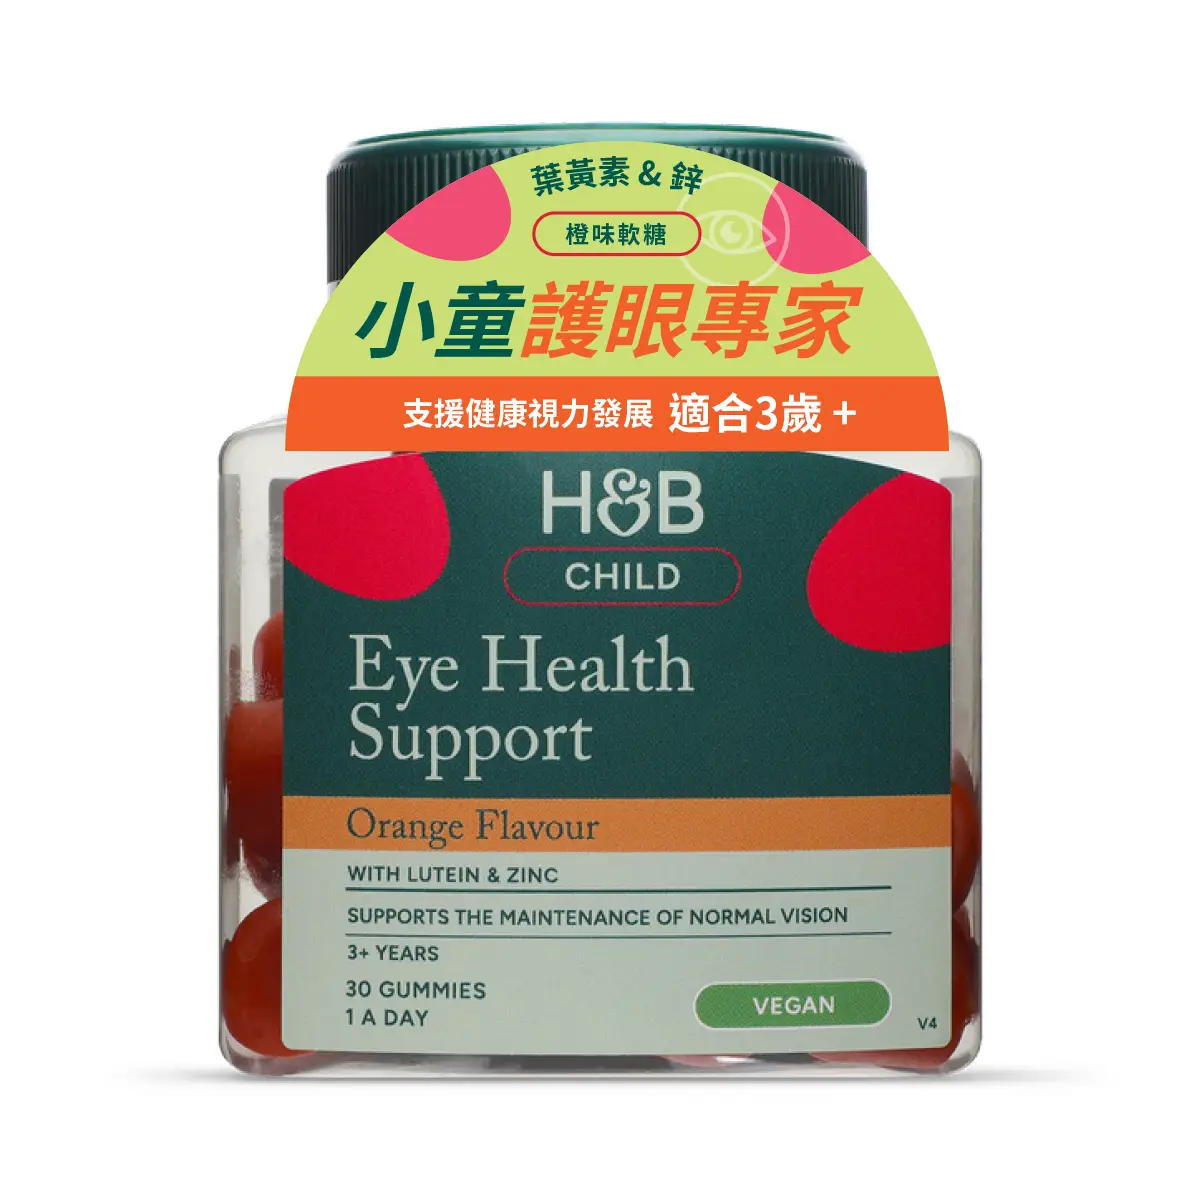 葉黃素 & 鋅
橙味軟糖
小童護眼專家
支援健康視力發展 適合3歲 +
H&B
CHILD
Eye Health
Support
Orange Flavour
WITH LUTEIN & ZINC
SUPPORTS THE MAINTENANCE OF NORMAL VISION
3+ YEARS
30 GUMMIES
1 A DAY
VEGAN
V4